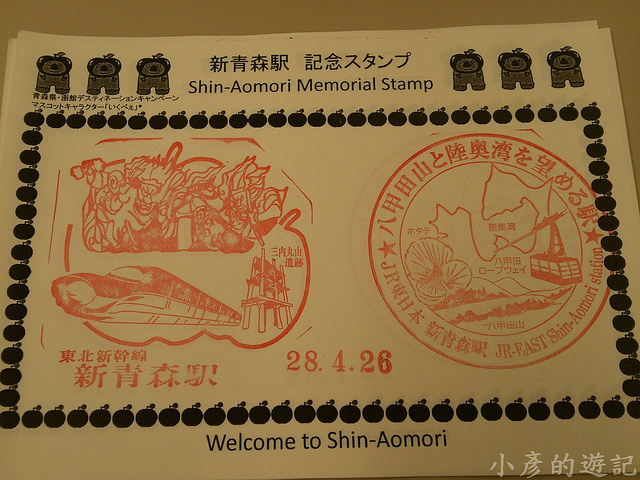 新青森駅 記念スタンプ
Shin-Aomori Memorial Stamp
青森県・函館デスティネーションキャンペーン
マスコットキャラクター「いくべぇ」®
三内丸山
遺跡
東北新幹線
新青森駅
28.4.26
★八甲田山と陸奥湾を望める駅★
ホタテ
陸奥湾
八甲田
ロープウェイ
八甲田山
JR東日本 新青森駅 JR-EAST Shin-Aomori station
Welcome to Shin-Aomori
小彥的遊記